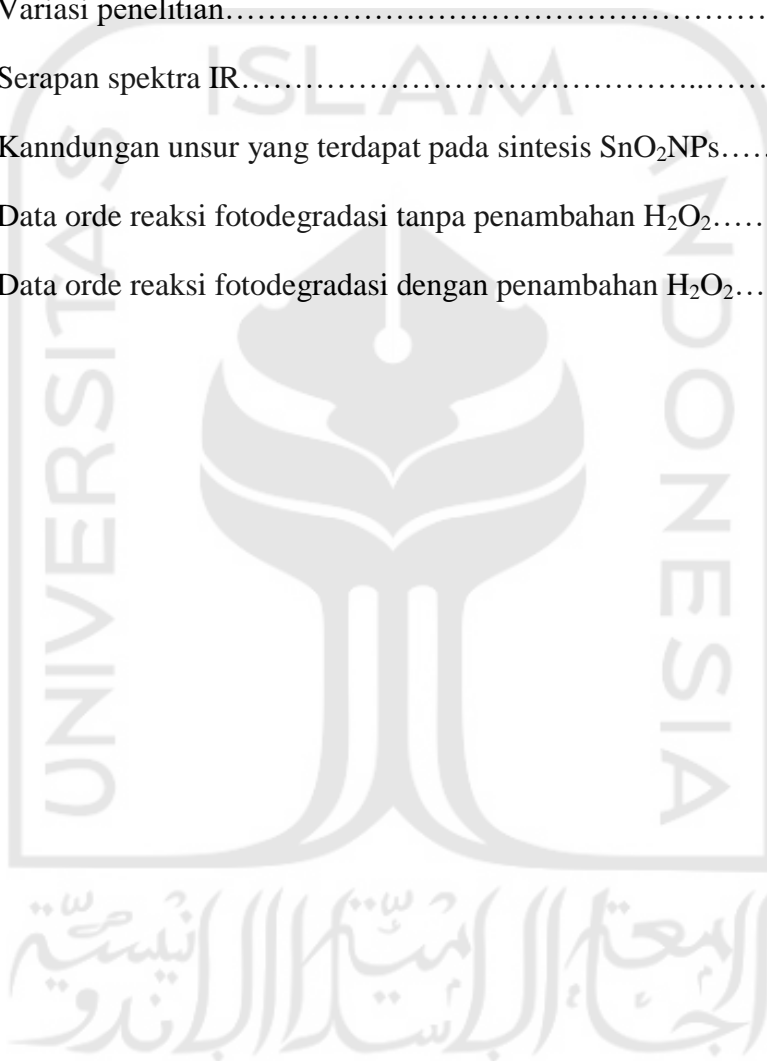 Variasi penelitian………………………………………………
Serapan spektra IR……………………………………..……
Kanndungan unsur yang terdapat pada sintesis SnO₂NPs……
Data orde reaksi fotodegradasi tanpa penambahan H₂O₂……
Data orde reaksi fotodegradasi dengan penambahan H₂O₂…
ISLAM
UNIVERSITAS
INDONESIA